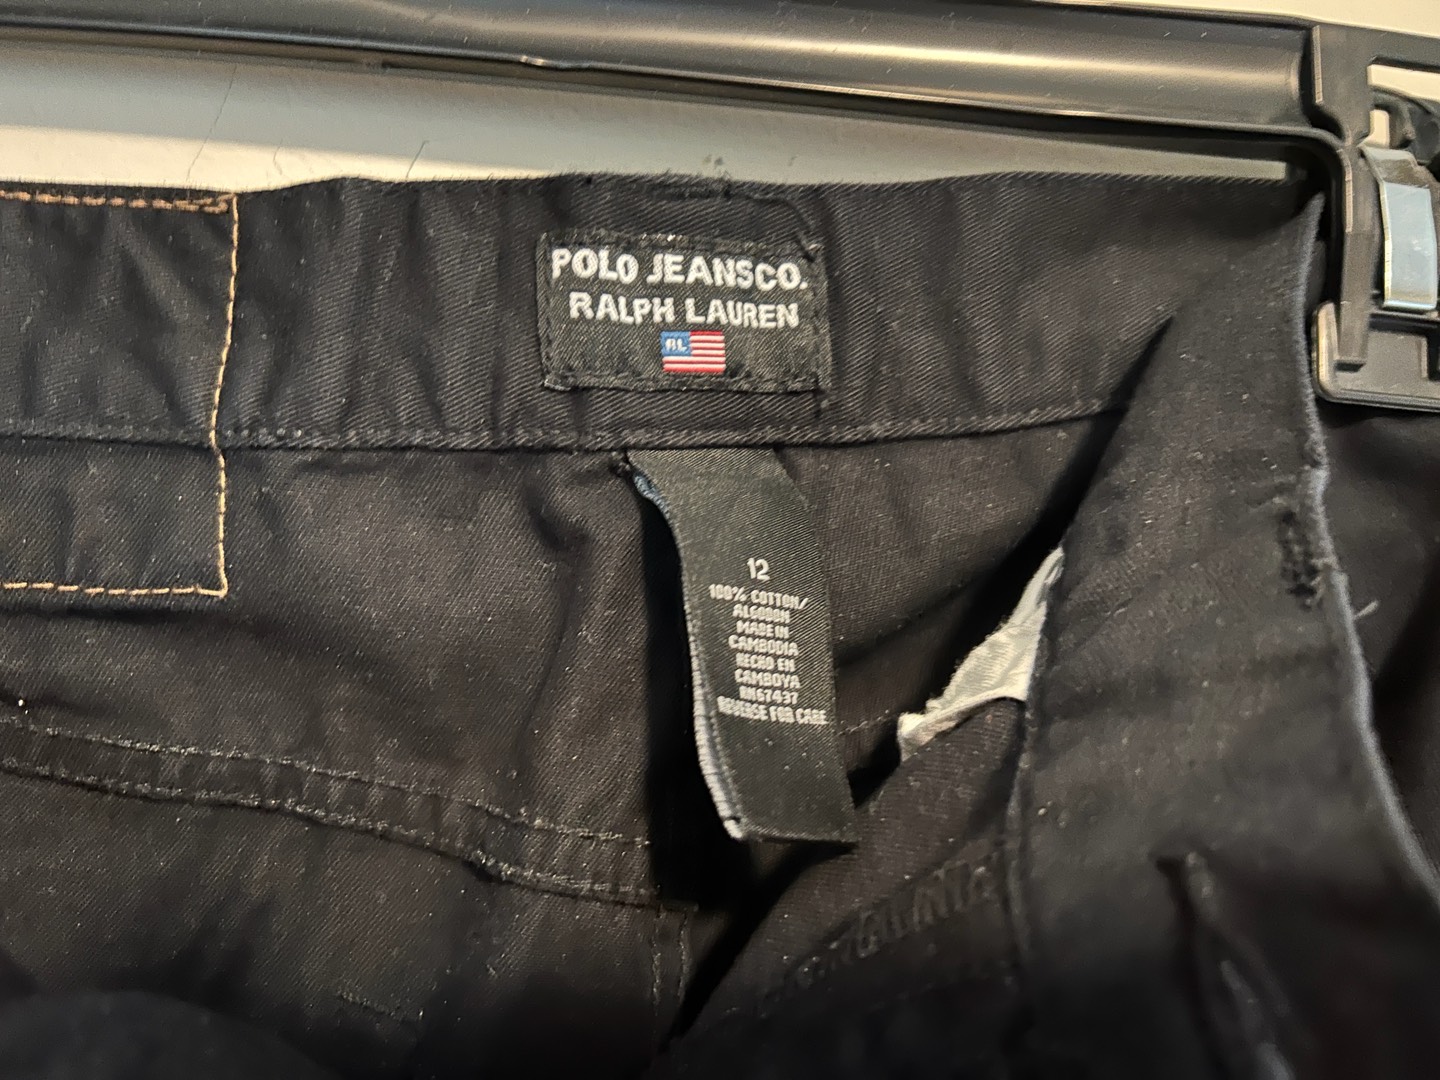 POLO JEANS CO.
RALPH LAUREN
RL
12
100% COTTON/
ALGODON
MADE IN
CAMBODIA
HECHO EN
CAMBOYA
RN67437
REVERSE FOR CARE